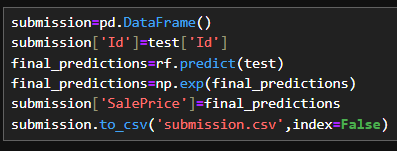 submission=pd.DataFrame()
submission['Id']=test['Id']
final_predictions=rf.predict(test)
final_predictions=np.exp(final_predictions)
submission['SalePrice']=final_predictions
submission.to_csv('submission.csv',index=False)